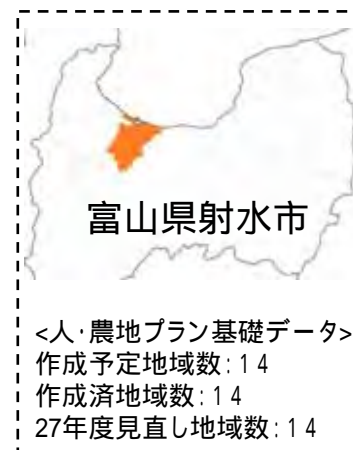 富山県射水市
<人・農地プラン基礎データ>
作成予定地域数:14
作成済地域数:14
27年度見直し地域数:14